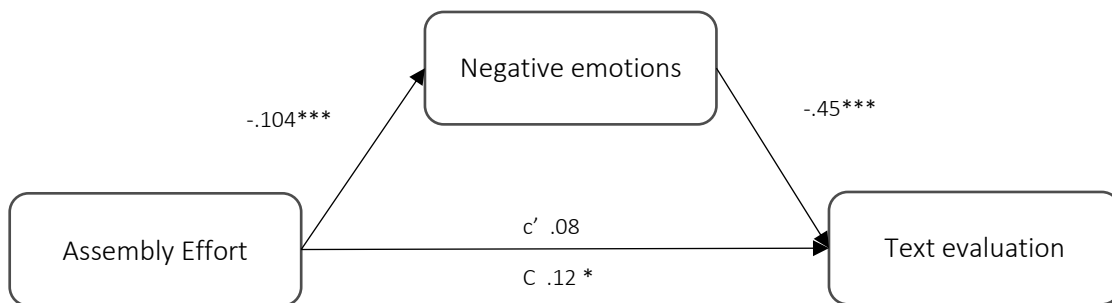 Negative emotions
-.104***
-.45***
Assembly Effort
c’ .08
C .12 *
Text evaluation